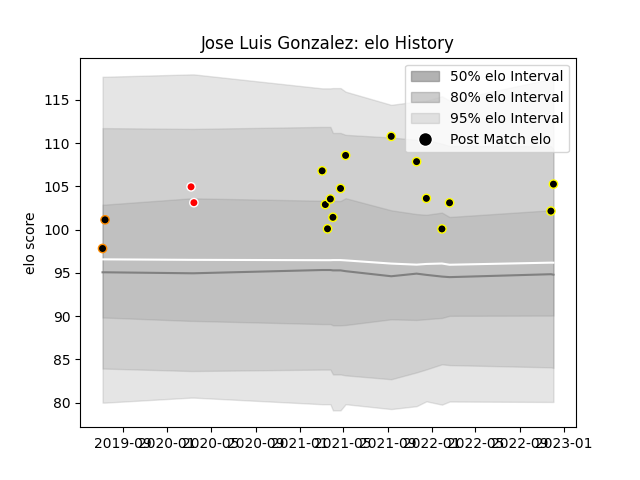 Jose Luis Gonzalez: elo History
50% elo Interval
80% elo Interval
95% elo Interval
Post Match elo
elo score
115
110
105
100
95
90
85
80
2019-09 2020-01 2020-05 2020-09 2021-01 2021-05 2021-09 2022-01 2022-05 2022-09 2023-01